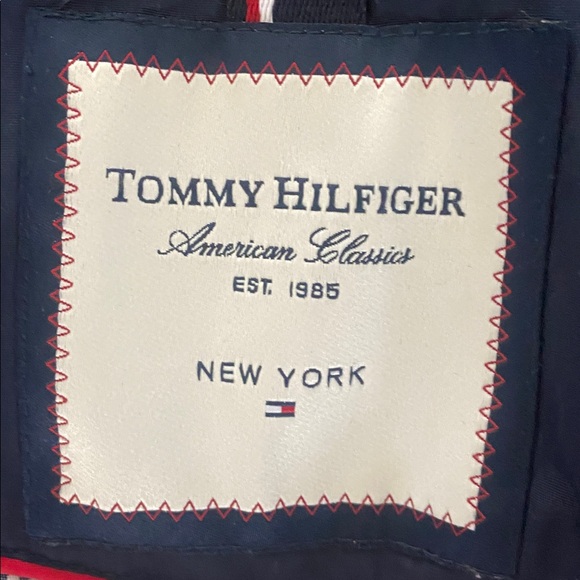 TOMMY HILFIGER
American Classics
EST. 1985
NEW YORK